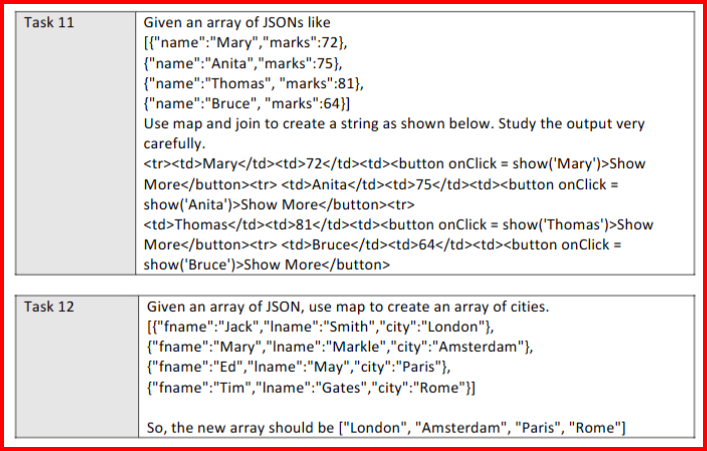 Task 11
Given an array of JSONs like
[{"name":"Mary","marks":72},
{"name":"Anita","marks":75},
{"name":"Thomas", "marks":81},
{"name":"Bruce", "marks":64}]
Use map and join to create a string as shown below. Study the output very
carefully.
<tr><td>Mary</td><td>72</td><td><button onClick = show('Mary')>Show
More</button><tr> <td>Anita</td><td>75</td><td><button onClick =
show('Anita')>Show More</button><tr>
<td>Thomas</td><td>81</td><td><button onClick = show('Thomas')>Show
More</button><tr> <td>Bruce</td><td>64</td><td><button onClick =
show('Bruce')>Show More</button>
Task 12
Given an array of JSON, use map to create an array of cities.
[{"fname":"Jack","lname":"Smith","city":"London"},
{"fname":"Mary","lname":"Markle","city":"Amsterdam"},
{"fname":"Ed","lname":"May","city":"Paris"},
{"fname":"Tim","lname":"Gates","city":"Rome"}]
So, the new array should be ["London", "Amsterdam", "Paris", "Rome"]